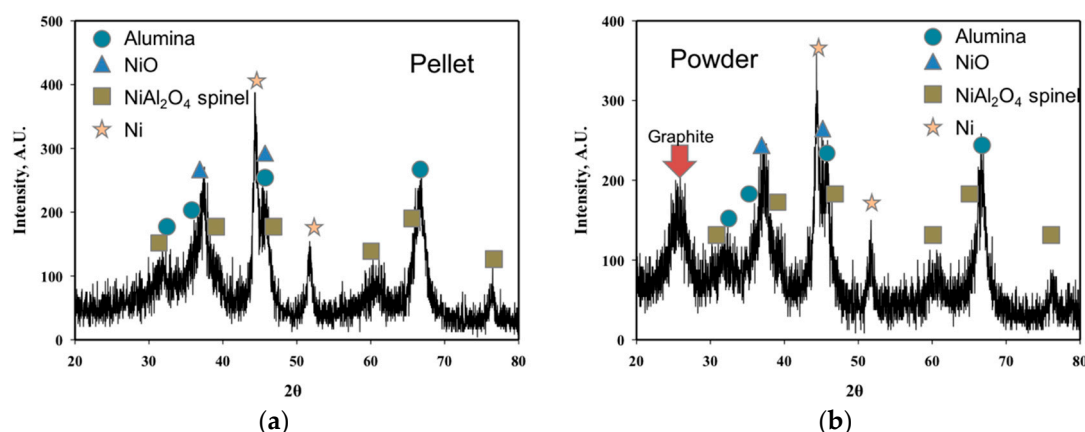 500
400
300
200
100
0
Intensity, A.U.
Alumina
NiO
NiAl₂O₄ spinel
Ni
Pellet
20 30 40 50 60 70 80
2θ
(a)
400
300
200
100
0
Intensity, A.U.
Powder
Graphite
Alumina
NiO
NiAl₂O₄ spinel
Ni
20 30 40 50 60 70 80
2θ
(b)